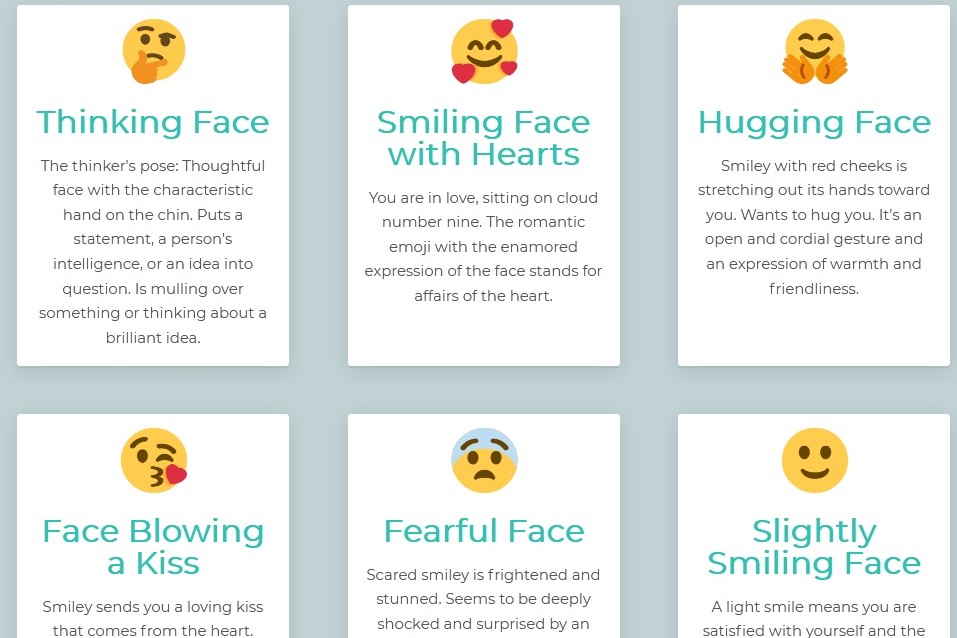 Thinking Face
The thinker's pose: Thoughtful
face with the characteristic
hand on the chin. Puts a
statement, a person's
intelligence, or an idea into
question. Is mulling over
something or thinking about a
brilliant idea.
Smiling Face
with Hearts
You are in love, sitting on cloud
number nine. The romantic
emoji with the enamored
expression of the face stands for
affairs of the heart.
Hugging Face
Smiley with red cheeks is
stretching out its hands toward
you. Wants to hug you. It's an
open and cordial gesture and
an expression of warmth and
friendliness.
Face Blowing
a Kiss
Smiley sends you a loving kiss
that comes from the heart.
Fearful Face
Scared smiley is frightened and
stunned. Seems to be deeply
shocked and surprised by an
Slightly
Smiling Face
A light smile means you are
satisfied with yourself and the